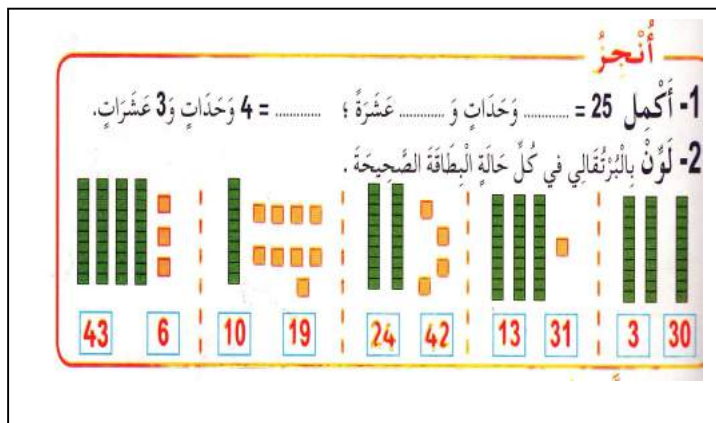 أُنْجِزُ
1- أَكْمِل 25 = ............ وَحَدَاتٍ وَ ............ عَشَرَةً ؛ ............ = 4 وَحَدَاتٍ وَ3 عَشَرَاتٍ.
2- لَوِّنْ بِالْبُرْتُقَالِي في كُلِّ حَالَةٍ الْبِطَاقَةَ الصَّحِيحَةَ .
30 3 31 13 42 24 19 10 6 43